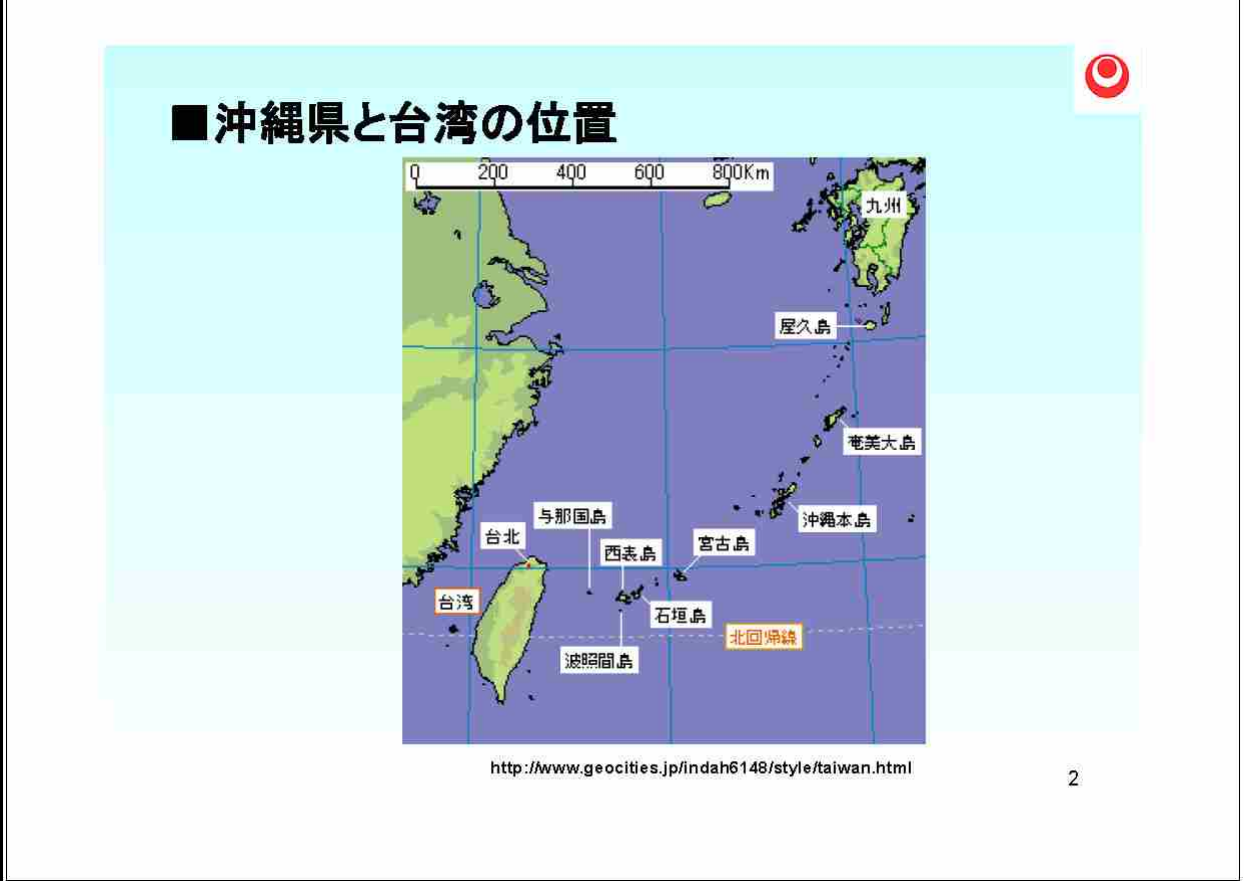 ■沖縄県と台湾の位置
0 200 400 600 800Km
九州
屋久島
奄美大島
沖縄本島
与那国島
台北
西表島
宮古島
台湾
石垣島
北回帰線
波照間島
http://www.geocities.jp/indah6148/style/taiwan.html
2